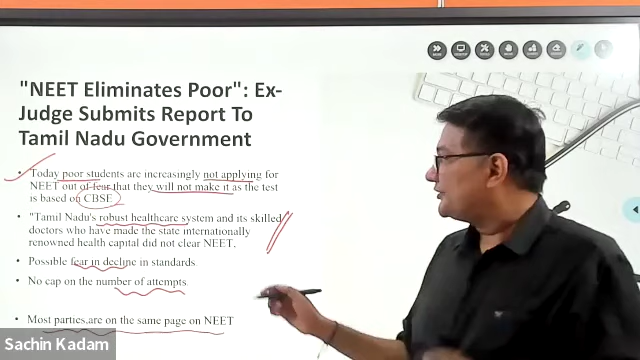 "NEET Eliminates Poor": Ex-
Judge Submits Report To
Tamil Nadu Government
• Today poor students are increasingly not applying for
NEET out of fear that they will not make it as the test
is based on CBSE
• "Tamil Nadu's robust healthcare system and its skilled
doctors who have made the state internationally
renowned health capital did not clear NEET.
• Possible fear in decline in standards
• No cap on the number of attempts
• Most parties,are on the same page on NEET
Sachin Kadam